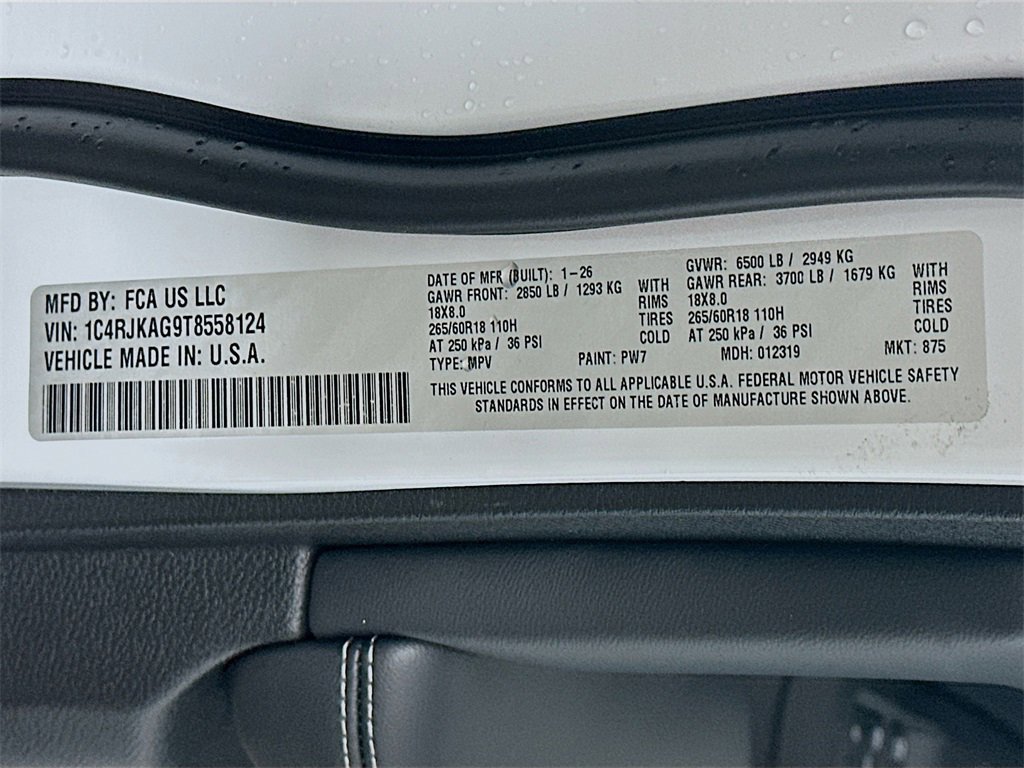 MFD BY: FCA US LLC
VIN: 1C4RJKAG9T8558124
VEHICLE MADE IN: U.S.A.
DATE OF MFR (BUILT): 1-26
GAWR FRONT: 2850 LB / 1293 KG
18X8.0
265/60R18 110H
AT 250 kPa / 36 PSI
WITH
RIMS
TIRES
COLD
GVWR: 6500 LB / 2949 KG
GAWR REAR: 3700 LB / 1679 KG
18X8.0
265/60R18 110H
AT 250 kPa / 36 PSI
WITH
RIMS
TIRES
COLD
TYPE: MPV PAINT: PW7 MDH: 012319 MKT: 875
THIS VEHICLE CONFORMS TO ALL APPLICABLE U.S.A. FEDERAL MOTOR VEHICLE SAFETY
STANDARDS IN EFFECT ON THE DATE OF MANUFACTURE SHOWN ABOVE.